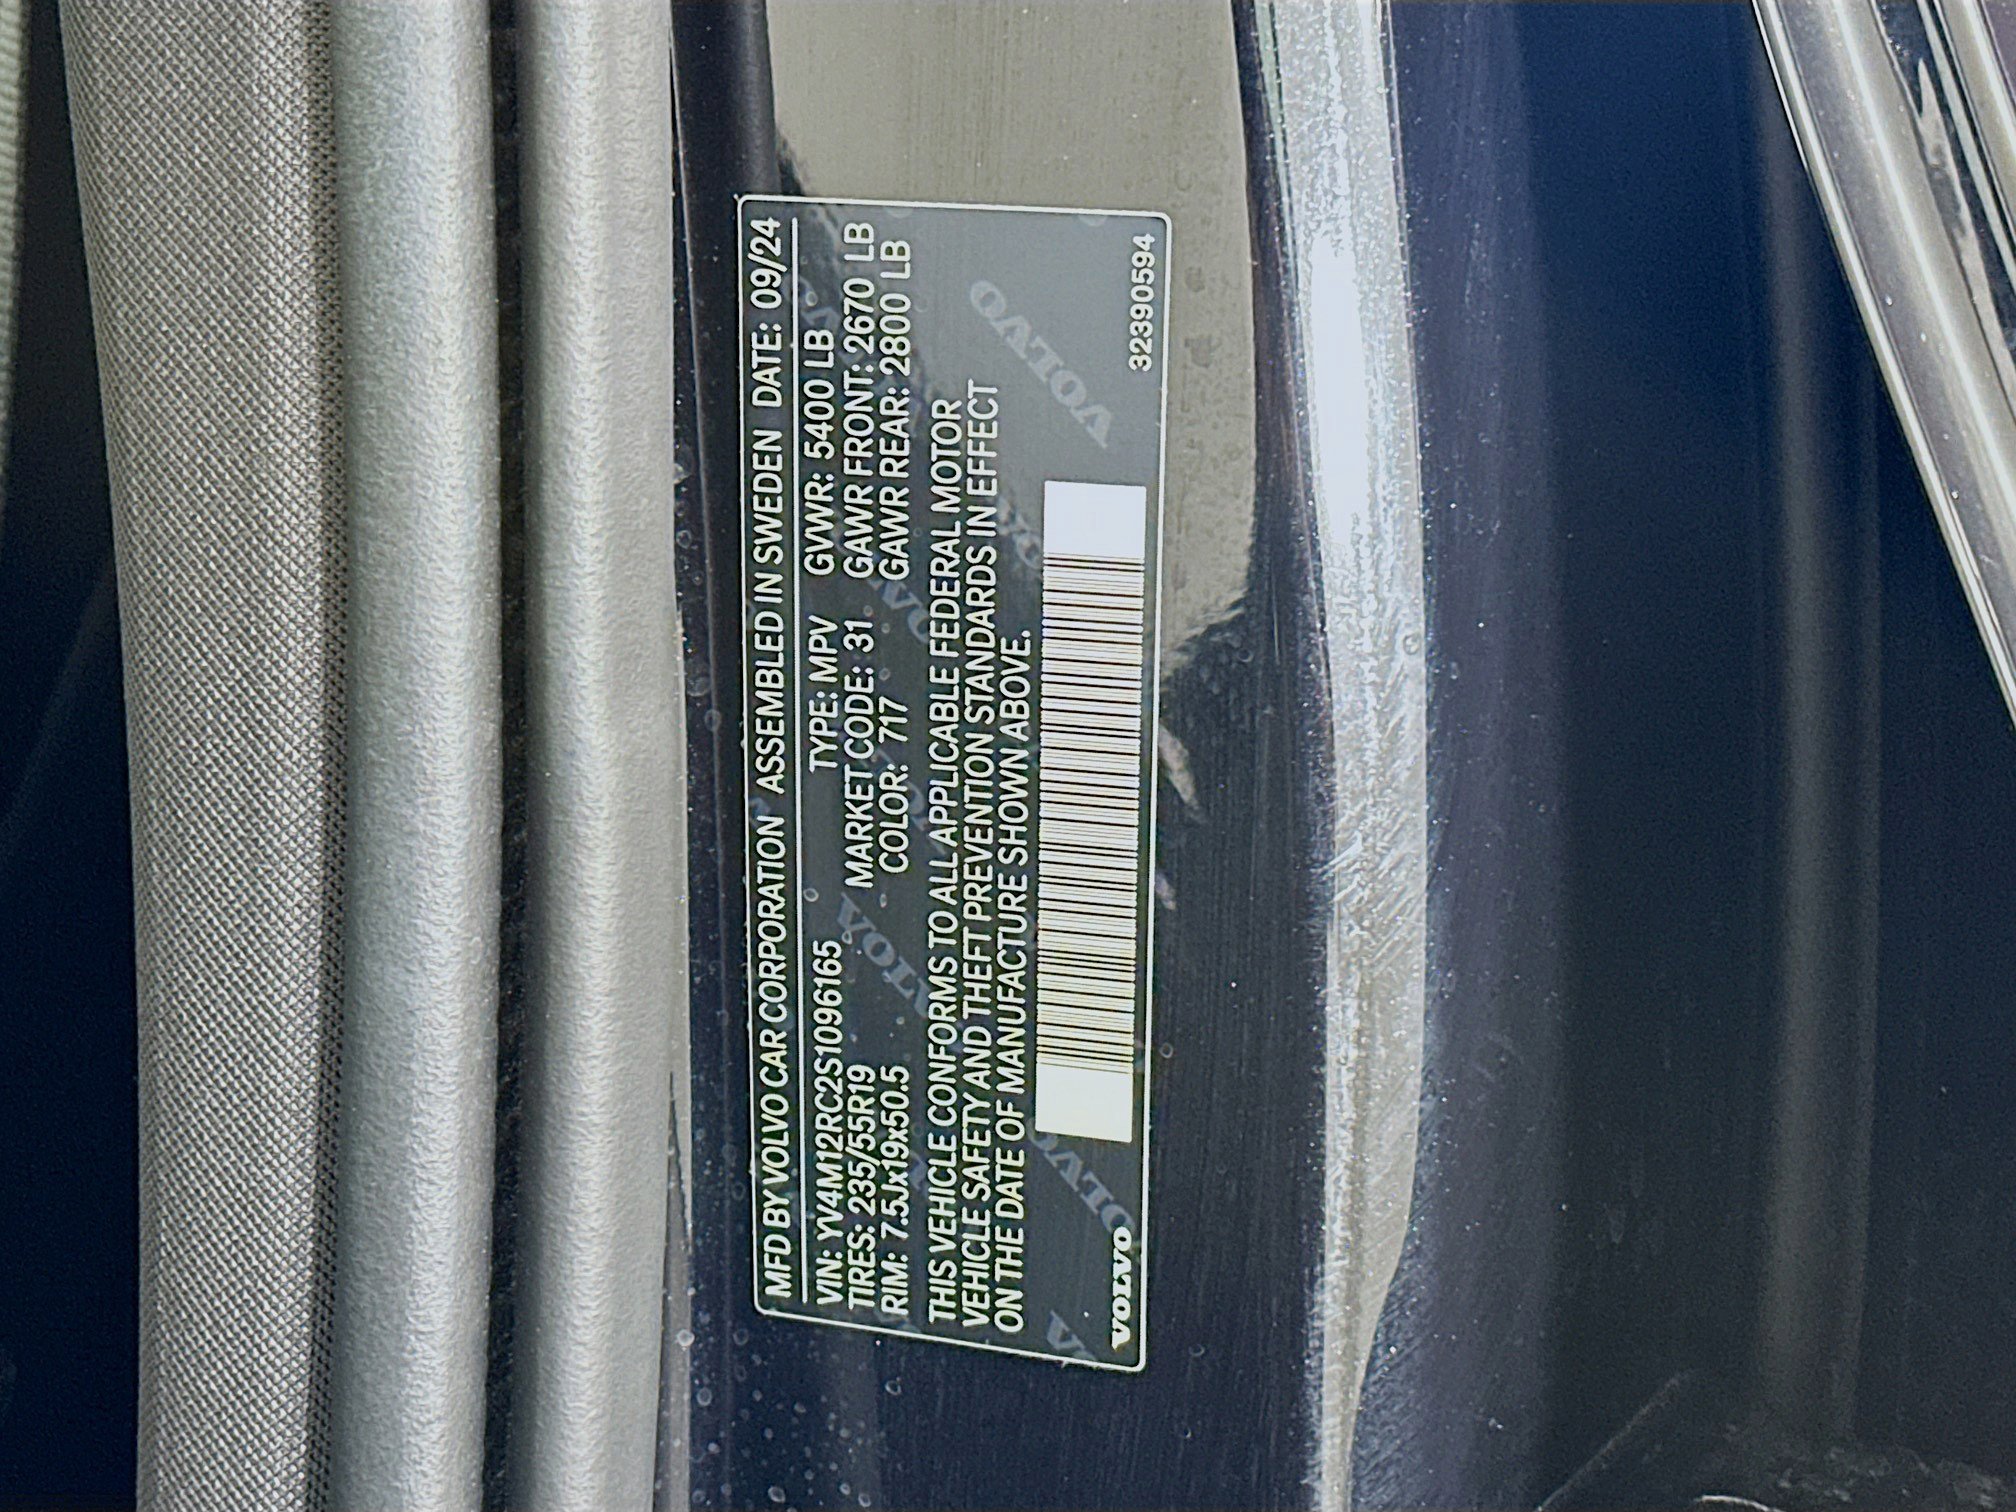 MFD BY VOLVO CAR CORPORATION ASSEMBLED IN SWEDEN DATE: 09/24
VIN: YV4M12RC2S1096165 TYPE: MPV GVWR: 5400 LB
TIRES: 235/55R19 MARKET CODE: 31 GAWR FRONT: 2670 LB
RIM: 7.5Jx19x50.5 COLOR: 717 GAWR REAR: 2800 LB
THIS VEHICLE CONFORMS TO ALL APPLICABLE FEDERAL MOTOR
VEHICLE SAFETY AND THEFT PREVENTION STANDARDS IN EFFECT
ON THE DATE OF MANUFACTURE SHOWN ABOVE.
VOLVO 32390594